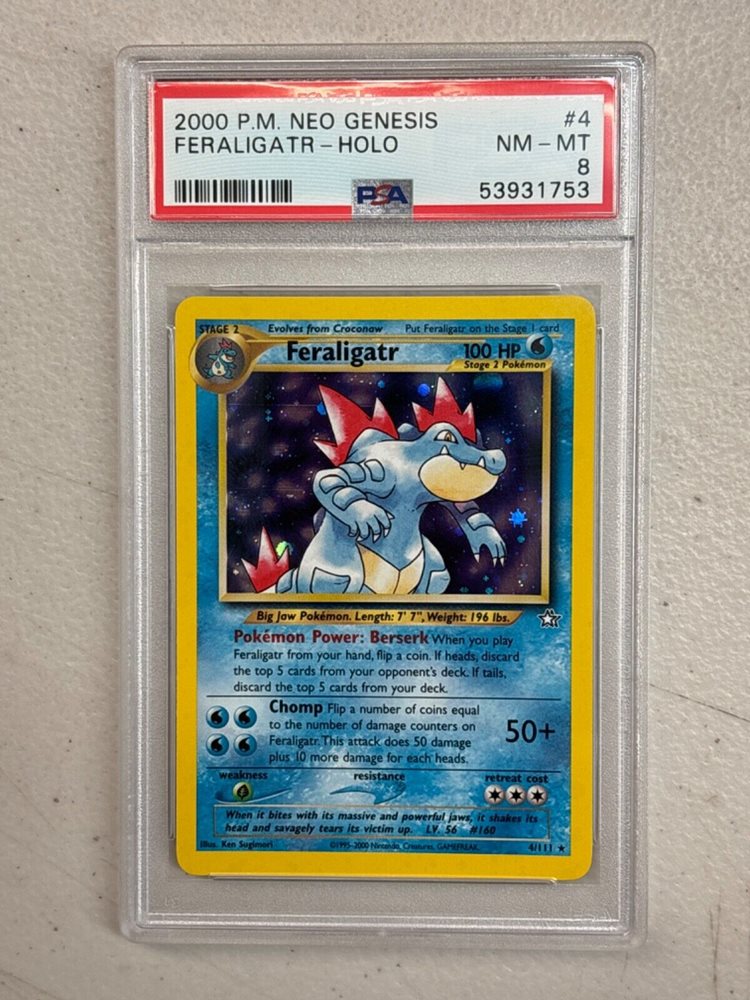 2000 P.M. NEO GENESIS #4
FERALIGATR - HOLO NM - MT
8
PSA 53931753
STAGE 2 Evolves from Croconaw Put Feraligatr on the Stage 1 card
Feraligatr 100 HP
Stage 2 Pokémon
Big Jaw Pokémon. Length: 7' 7", Weight: 196 lbs.
Pokémon Power: Berserk When you play
Feraligatr from your hand, flip a coin. If heads, discard
the top 5 cards from your opponent's deck. If tails,
discard the top 5 cards from your deck.
Chomp Flip a number of coins equal
to the number of damage counters on
Feraligatr. This attack does 50 damage
plus 10 more damage for each heads.
50+
weakness resistance retreat cost
When it bites with its massive and powerful jaws, it shakes its
head and savagely tears its victim up. LV. 56 #160
Illus. Ken Sugimori ©1995-2000 Nintendo, Creatures, GAMEFREAK. 4/111 ★